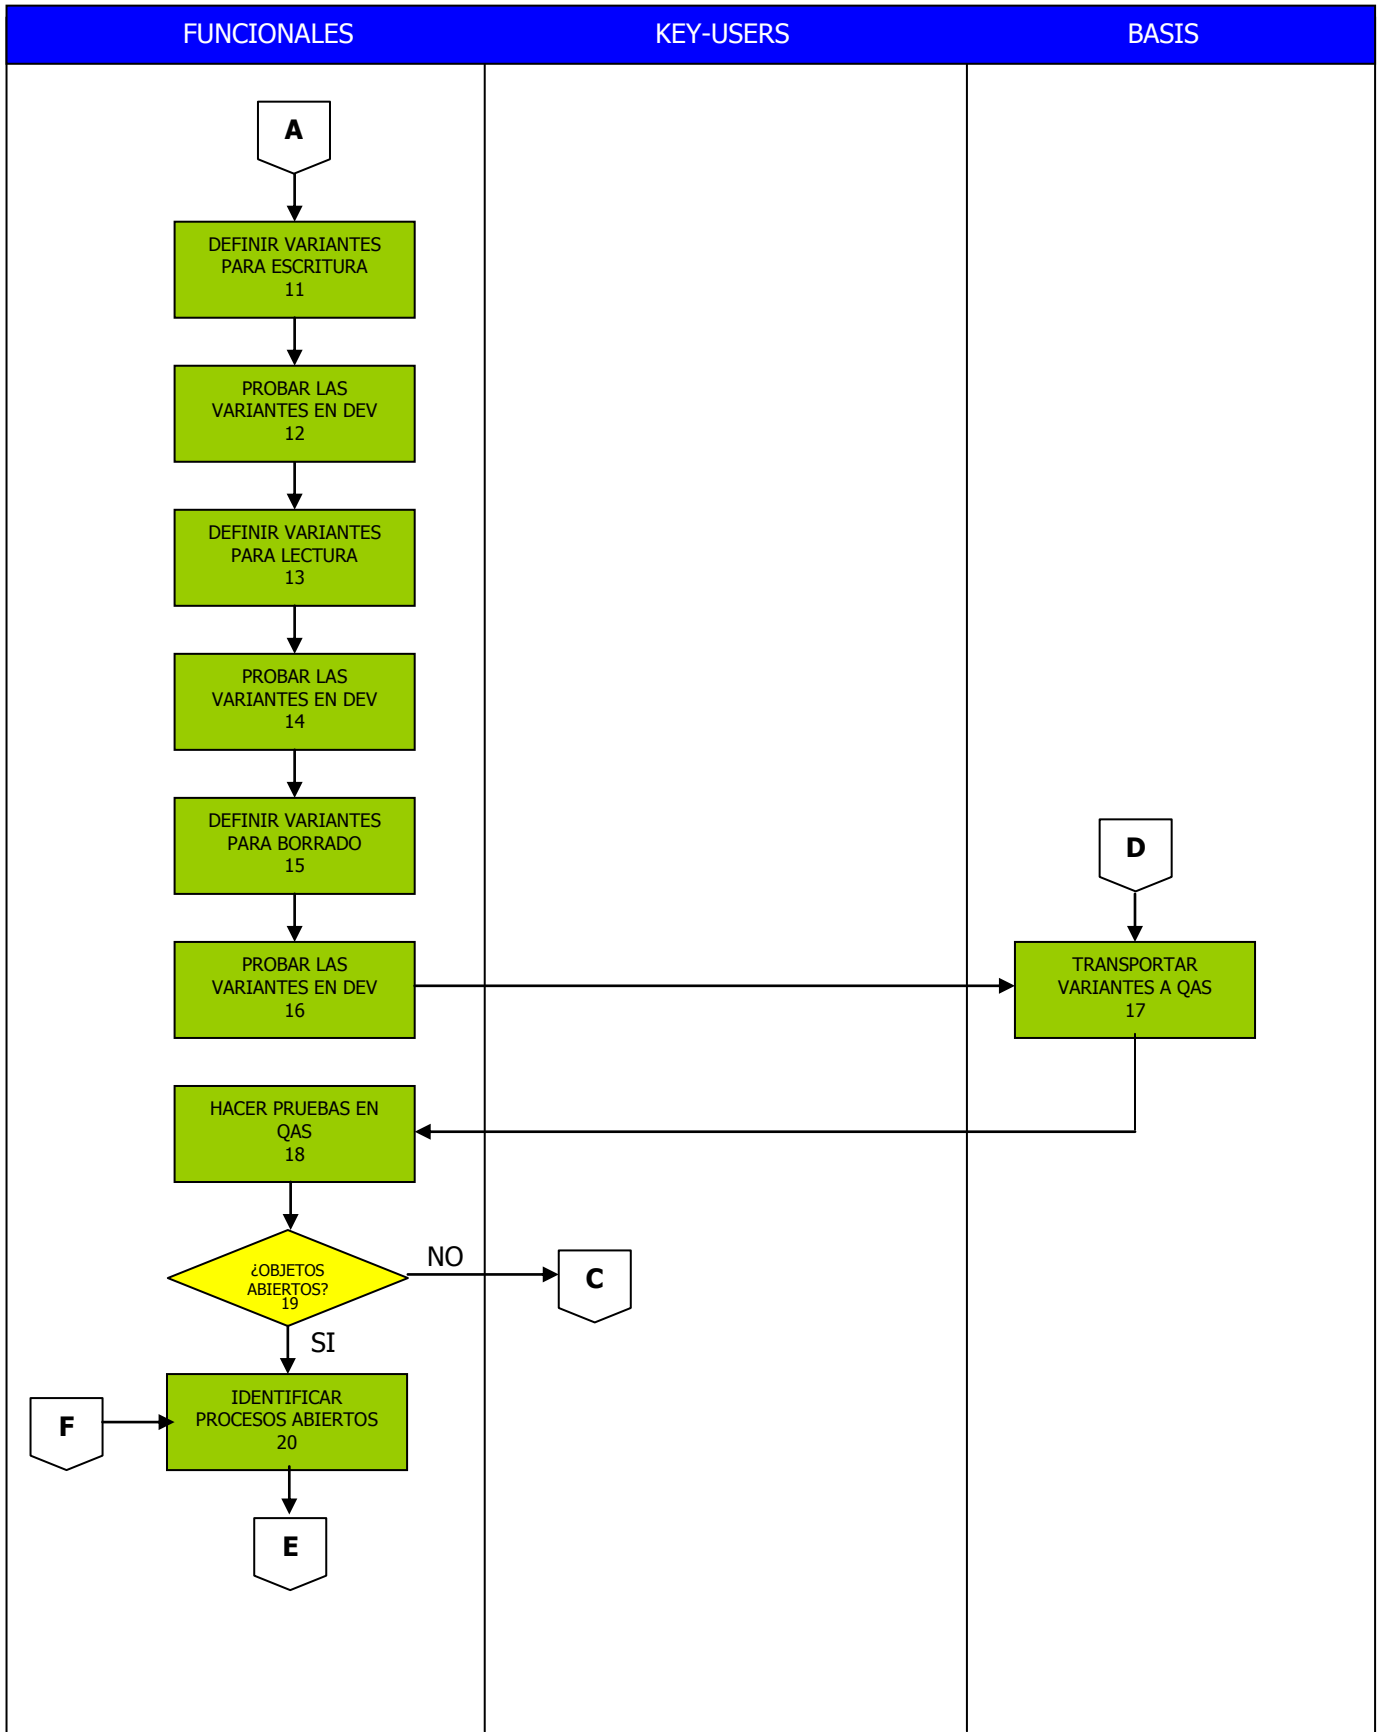 FUNCIONALES
KEY-USERS
BASIS
A
DEFINIR VARIANTES
PARA ESCRITURA
11
PROBAR LAS
VARIANTES EN DEV
12
DEFINIR VARIANTES
PARA LECTURA
13
PROBAR LAS
VARIANTES EN DEV
14
DEFINIR VARIANTES
PARA BORRADO
15
D
PROBAR LAS
VARIANTES EN DEV
16
TRANSPORTAR
VARIANTES A QAS
17
HACER PRUEBAS EN
QAS
18
¿OBJETOS
ABIERTOS?
19
NO
C
SI
IDENTIFICAR
PROCESOS ABIERTOS
20
F
E